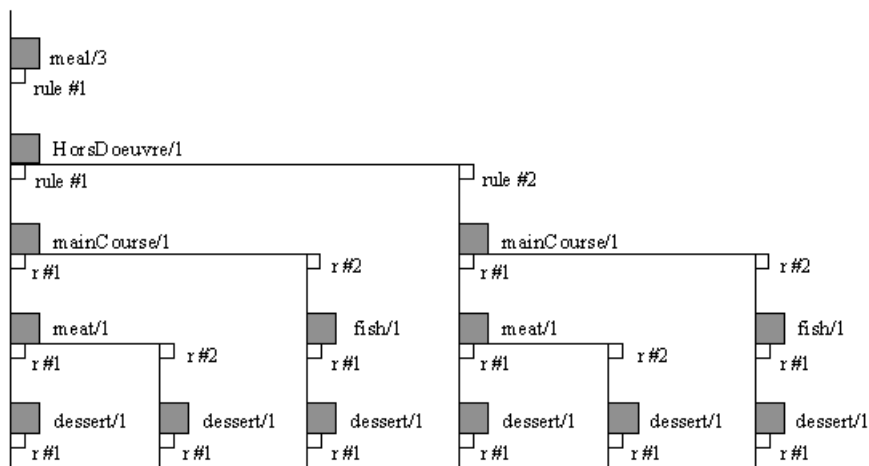 meal/3
rule #1
HorsDoeuvre/1
rule #1 rule #2
mainCourse/1 mainCourse/1
r#1 r#2 r#1 r#2
meat/1 fish/1 meat/1 fish/1
r#1 r#2 r#1 r#1 r#2 r#1
dessert/1 dessert/1 dessert/1 dessert/1 dessert/1 dessert/1
r#1 r#1 r#1 r#1 r#1 r#1